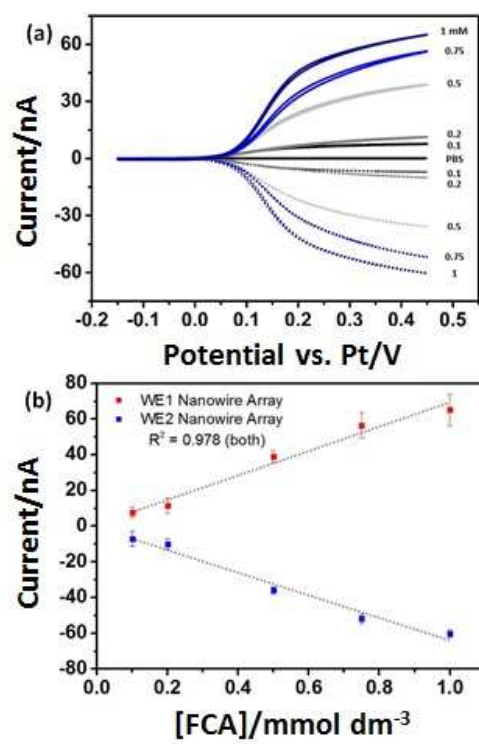 (a)
60
30
0
-30
-60
Current/nA
1 mM
0.75
0.5
0.2
0.1
PBS
0.1
0.2
0.5
0.75
1
-0.2 -0.1 0.0 0.1 0.2 0.3 0.4 0.5
Potential vs. Pt/V
(b)
80
60
40
20
0
-20
-40
-60
-80
Current/nA
WE1 Nanowire Array
WE2 Nanowire Array
R² = 0.978 (both)
0.0 0.2 0.4 0.6 0.8 1.0
[FCA]/mmol dm⁻³